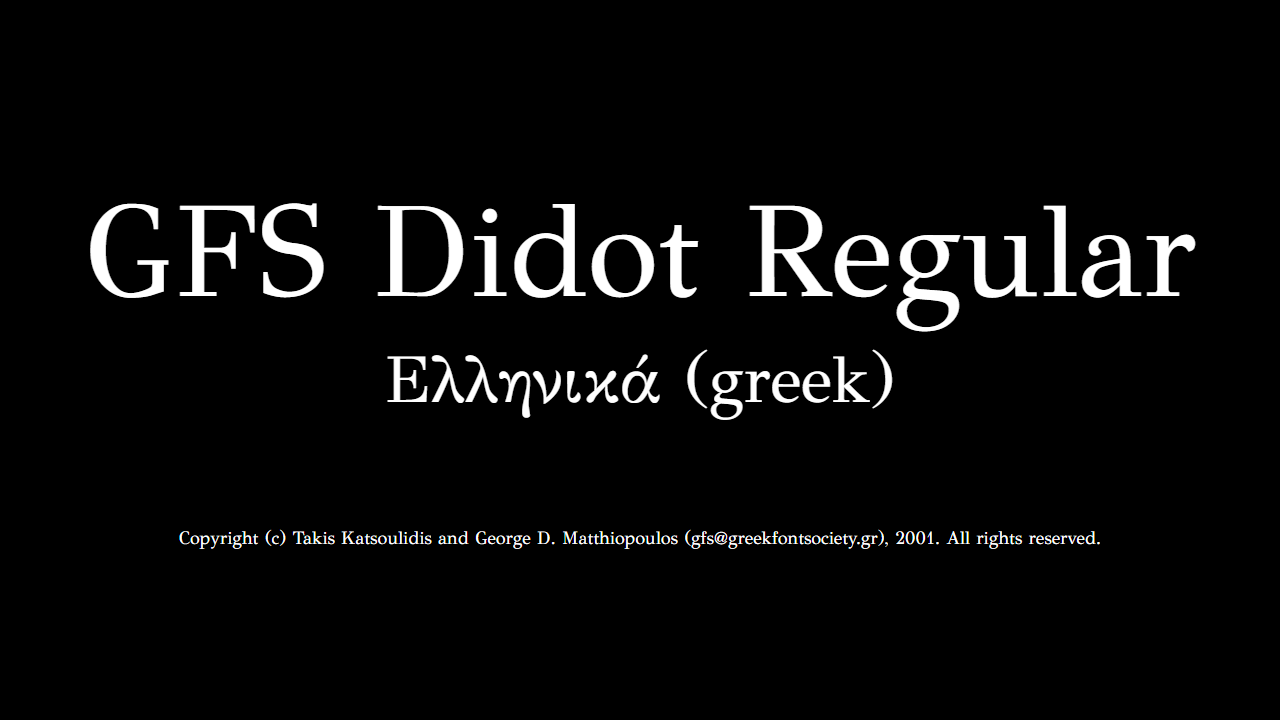 GFS Didot Regular
Ελληνικά (greek)
Copyright (c) Takis Katsoulidis and George D. Matthiopoulos (gfs@greekfontsociety.gr), 2001. All rights reserved.